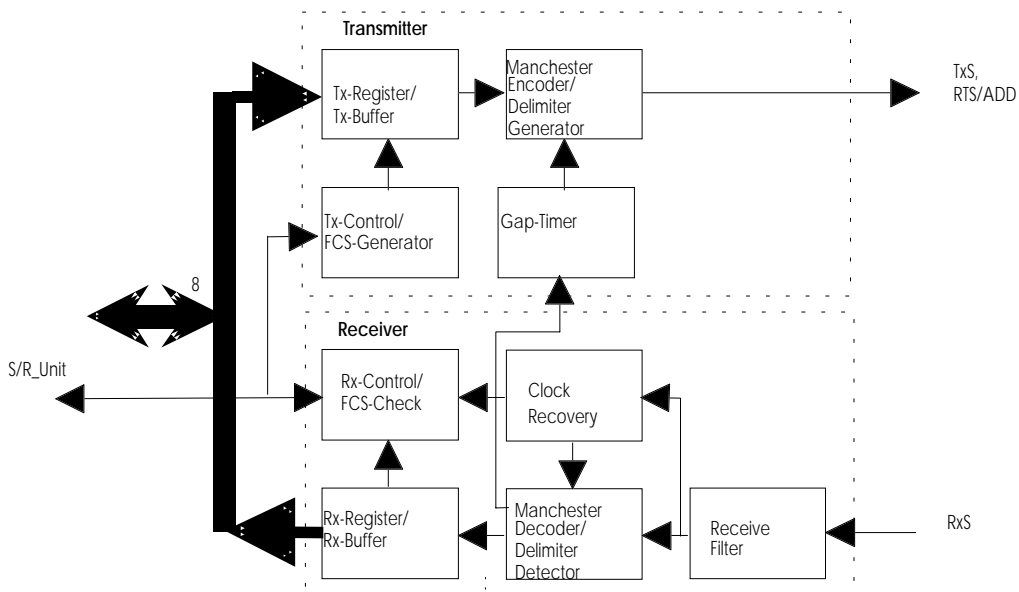 Transmitter
Tx-Register/
Tx-Buffer
Manchester
Encoder/
Delimiter
Generator
TxS,
RTS/ADD
Tx-Control/
FCS-Generator
Gap-Timer
8
S/R_Unit
Receiver
Rx-Control/
FCS-Check
Clock
Recovery
Rx-Register/
Rx-Buffer
Manchester
Decoder/
Delimiter
Detector
Receive
Filter
RxS